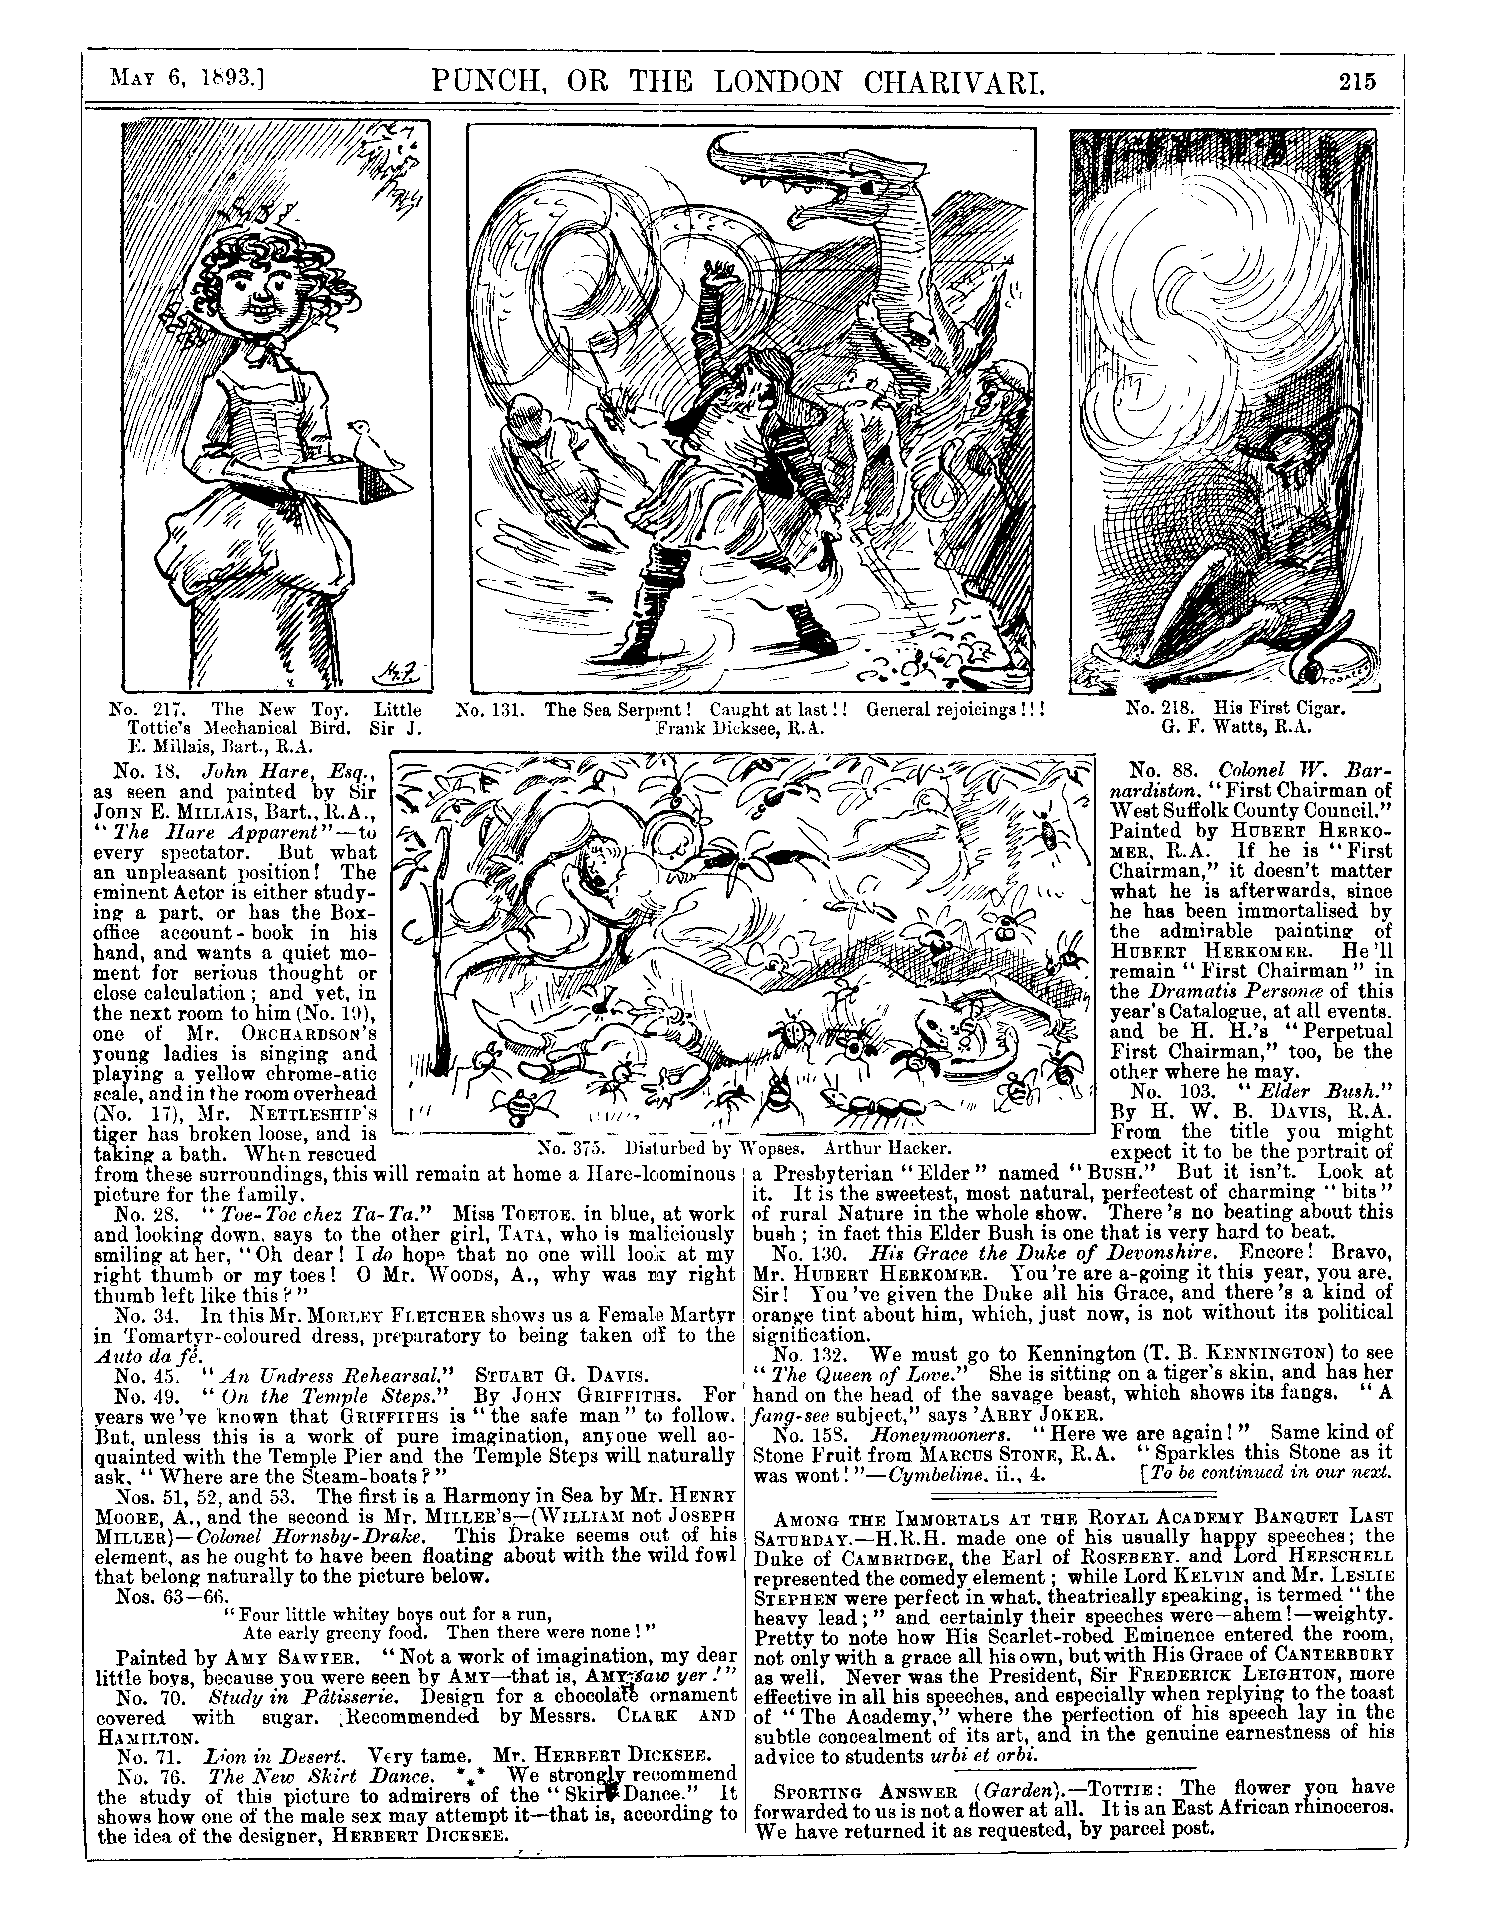 MAY 6, 1893.]
PUNCH, OR THE LONDON CHARIVARI.
215
No. 217. The New Toy. Little
Tottie's Mechanical Bird. Sir J.
E. Millais, Bart., R.A.
No. 131. The Sea Serpent! Caught at last!! General rejoicings!!!
Frank Dicksee, R.A.
No. 218. His First Cigar.
G. F. Watts, R.A.
No. 18. John Hare, Esq.,
as seen and painted by Sir
JOHN E. MILLAIS, Bart., R.A.,
"The Hare Apparent"—to
every spectator. But what
an unpleasant position! The
eminent Actor is either study-
ing a part, or has the Box-
office account-book in his
hand, and wants a quiet mo-
ment for serious thought or
close calculation; and yet, in
the next room to him (No. 19),
one of Mr. ORCHARDSON'S
young ladies is singing and
playing a yellow chrome-atic
scale, and in the room overhead
(No. 17), Mr. NETTLESHIP'S
tiger has broken loose, and is
taking a bath. When rescued
from these surroundings, this will remain at home a Hare-loominous
picture for the family.
No. 28. "Toe-Toe chez Ta-Ta." Miss TOETOE, in blue, at work
and looking down, says to the other girl, TATA, who is maliciously
smiling at her, "Oh dear! I do hope that no one will look at my
right thumb or my toes! O Mr. WOODS, A., why was my right
thumb left like this?"
No. 34. In this Mr. MORLEY FLETCHER shows us a Female Martyr
in Tomartyr-coloured dress, preparatory to being taken off to the
Auto da fé.
No. 45. "An Undress Rehearsal." STUART G. DAVIS.
No. 49. "On the Temple Steps." By JOHN GRIFFITHS. For
years we've known that GRIFFITHS is "the safe man" to follow.
But, unless this is a work of pure imagination, anyone well ac-
quainted with the Temple Pier and the Temple Steps will naturally
ask, "Where are the Steam-boats?"
Nos. 51, 52, and 53. The first is a Harmony in Sea by Mr. HENRY
MOORE, A., and the second is Mr. MILLER'S—(WILLIAM not JOSEPH
MILLER)—Colonel Hornsby-Drake. This Drake seems out of his
element, as he ought to have been floating about with the wild fowl
that belong naturally to the picture below.
Nos. 63—66.
"Four little whitey boys out for a run,
Ate early greeny food. Then there were none!"
Painted by AMY SAWYER. "Not a work of imagination, my dear
little boys, because you were seen by AMY—that is, AMY saw yer!"
No. 70. Study in Pâtisserie. Design for a chocolate ornament
covered with sugar. Recommended by Messrs. CLARK AND
HAMILTON.
No. 71. Lion in Desert. Very tame. Mr. HERBERT DICKSEE.
No. 76. The New Skirt Dance. *** We strongly recommend
the study of this picture to admirers of the "Skirt Dance." It
shows how one of the male sex may attempt it—that is, according to
the idea of the designer, HERBERT DICKSEE.
No. 375. Disturbed by Wopses. Arthur Hacker.
No. 88. Colonel W. Bar-
nardiston. "First Chairman of
West Suffolk County Council."
Painted by HUBERT HERKO-
MER, R.A. If he is "First
Chairman," it doesn't matter
what he is afterwards, since
he has been immortalised by
the admirable painting of
HUBERT HERKOMER. He'll
remain "First Chairman" in
the Dramatis Personæ of this
year's Catalogue, at all events,
and be H. H.'s "Perpetual
First Chairman," too, be the
other where he may.
No. 103. "Elder Bush."
By H. W. B. DAVIS, R.A.
From the title you might
expect it to be the portrait of
a Presbyterian "Elder" named "BUSH." But it isn't. Look at
it. It is the sweetest, most natural, perfectest of charming "bits"
of rural Nature in the whole show. There's no beating about this
bush; in fact this Elder Bush is one that is very hard to beat.
No. 130. His Grace the Duke of Devonshire. Encore! Bravo,
Mr. HUBERT HERKOMER. You're are a-going it this year, you are,
Sir! You've given the Duke all his Grace, and there's a kind of
orange tint about him, which, just now, is not without its political
signification.
No. 132. We must go to Kennington (T. B. KENNINGTON) to see
"The Queen of Love." She is sitting on a tiger's skin, and has her
hand on the head of the savage beast, which shows its fangs. "A
fang-see subject," says 'ARRY JOKER.
No. 158. Honeymooners. "Here we are again!" Same kind of
Stone Fruit from MARCUS STONE, R.A. "Sparkles this Stone as it
was wont!"—Cymbeline, ii., 4. [To be continued in our next.
AMONG THE IMMORTALS AT THE ROYAL ACADEMY BANQUET LAST
SATURDAY.—H.R.H. made one of his usually happy speeches; the
Duke of CAMBRIDGE, the Earl of ROSEBERY, and Lord HERSCHELL
represented the comedy element; while Lord KELVIN and Mr. LESLIE
STEPHEN were perfect in what, theatrically speaking, is termed "the
heavy lead;" and certainly their speeches were—ahem!—weighty.
Pretty to note how His Scarlet-robed Eminence entered the room,
not only with a grace all his own, but with His Grace of CANTERBURY
as well. Never was the President, Sir FREDERICK LEIGHTON, more
effective in all his speeches, and especially when replying to the toast
of "The Academy," where the perfection of his speech lay in the
subtle concealment of its art, and in the genuine earnestness of his
advice to students urbi et orbi.
SPORTING ANSWER (Garden).—TOTTIE: The flower you have
forwarded to us is not a flower at all. It is an East African rhinoceros.
We have returned it as requested, by parcel post.